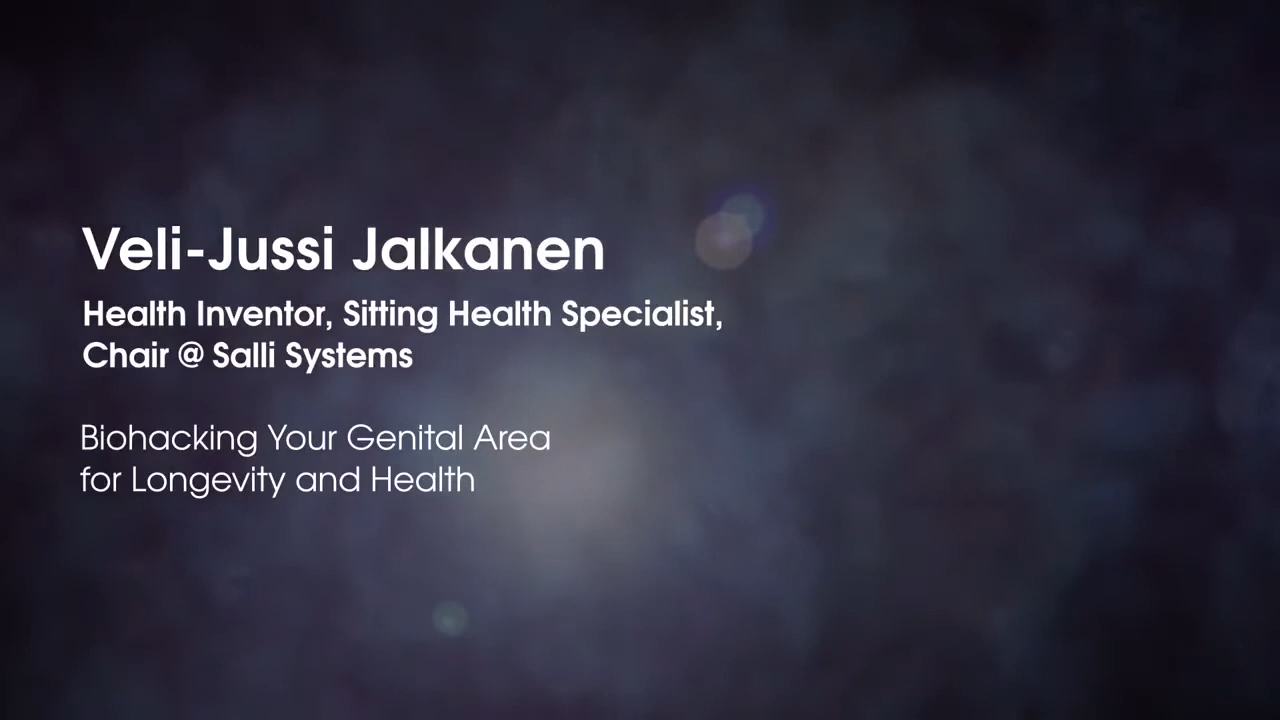 Veli-Jussi Jalkanen
Health Inventor, Sitting Health Specialist,
Chair @ Salli Systems
Biohacking Your Genital Area
for Longevity and Health